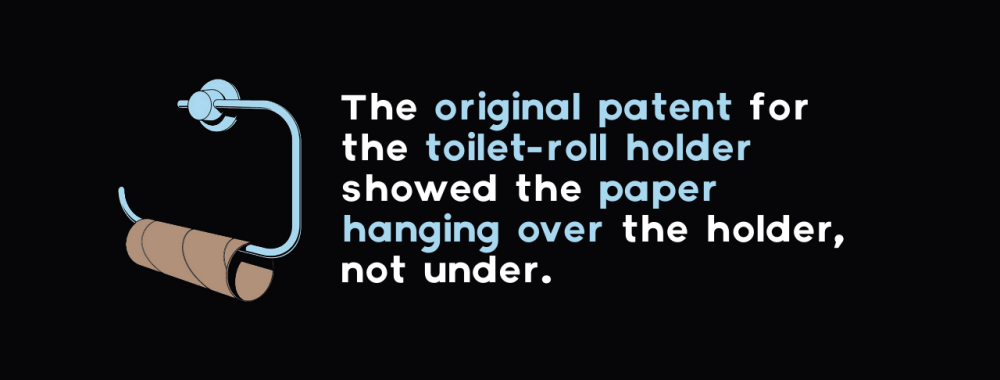 The original patent for
the toilet-roll holder
showed the paper
hanging over the holder,
not under.